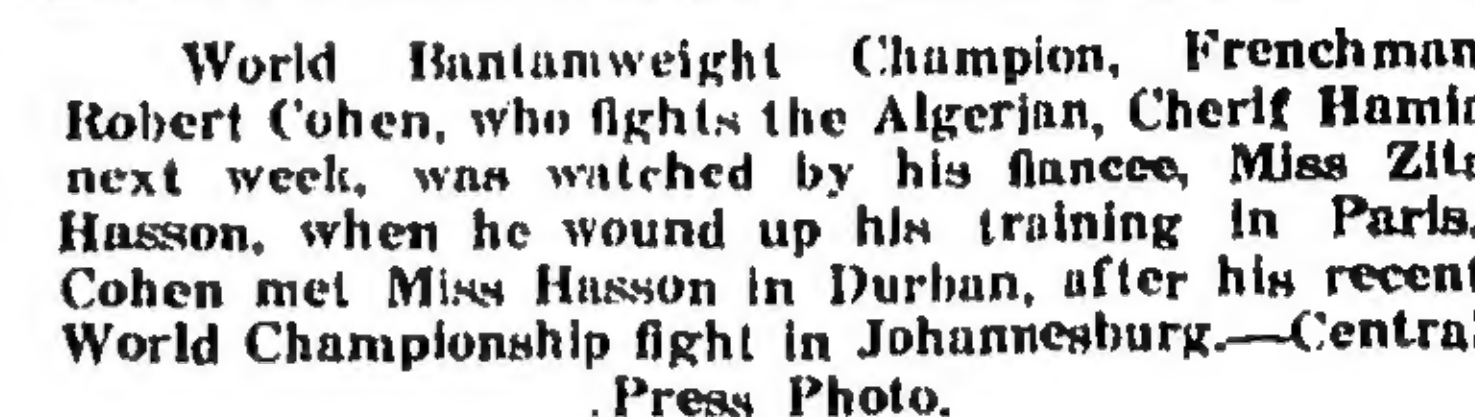 World Bantamweight Champion, Frenchman
Robert Cohen, who fights the Algerian, Cherif Hamia
next week, was watched by his fiancee, Miss Zita
Hasson, when he wound up his training in Paris.
Cohen met Miss Hasson in Durban, after his recent
World Championship fight in Johannesburg.—Central
Press Photo.